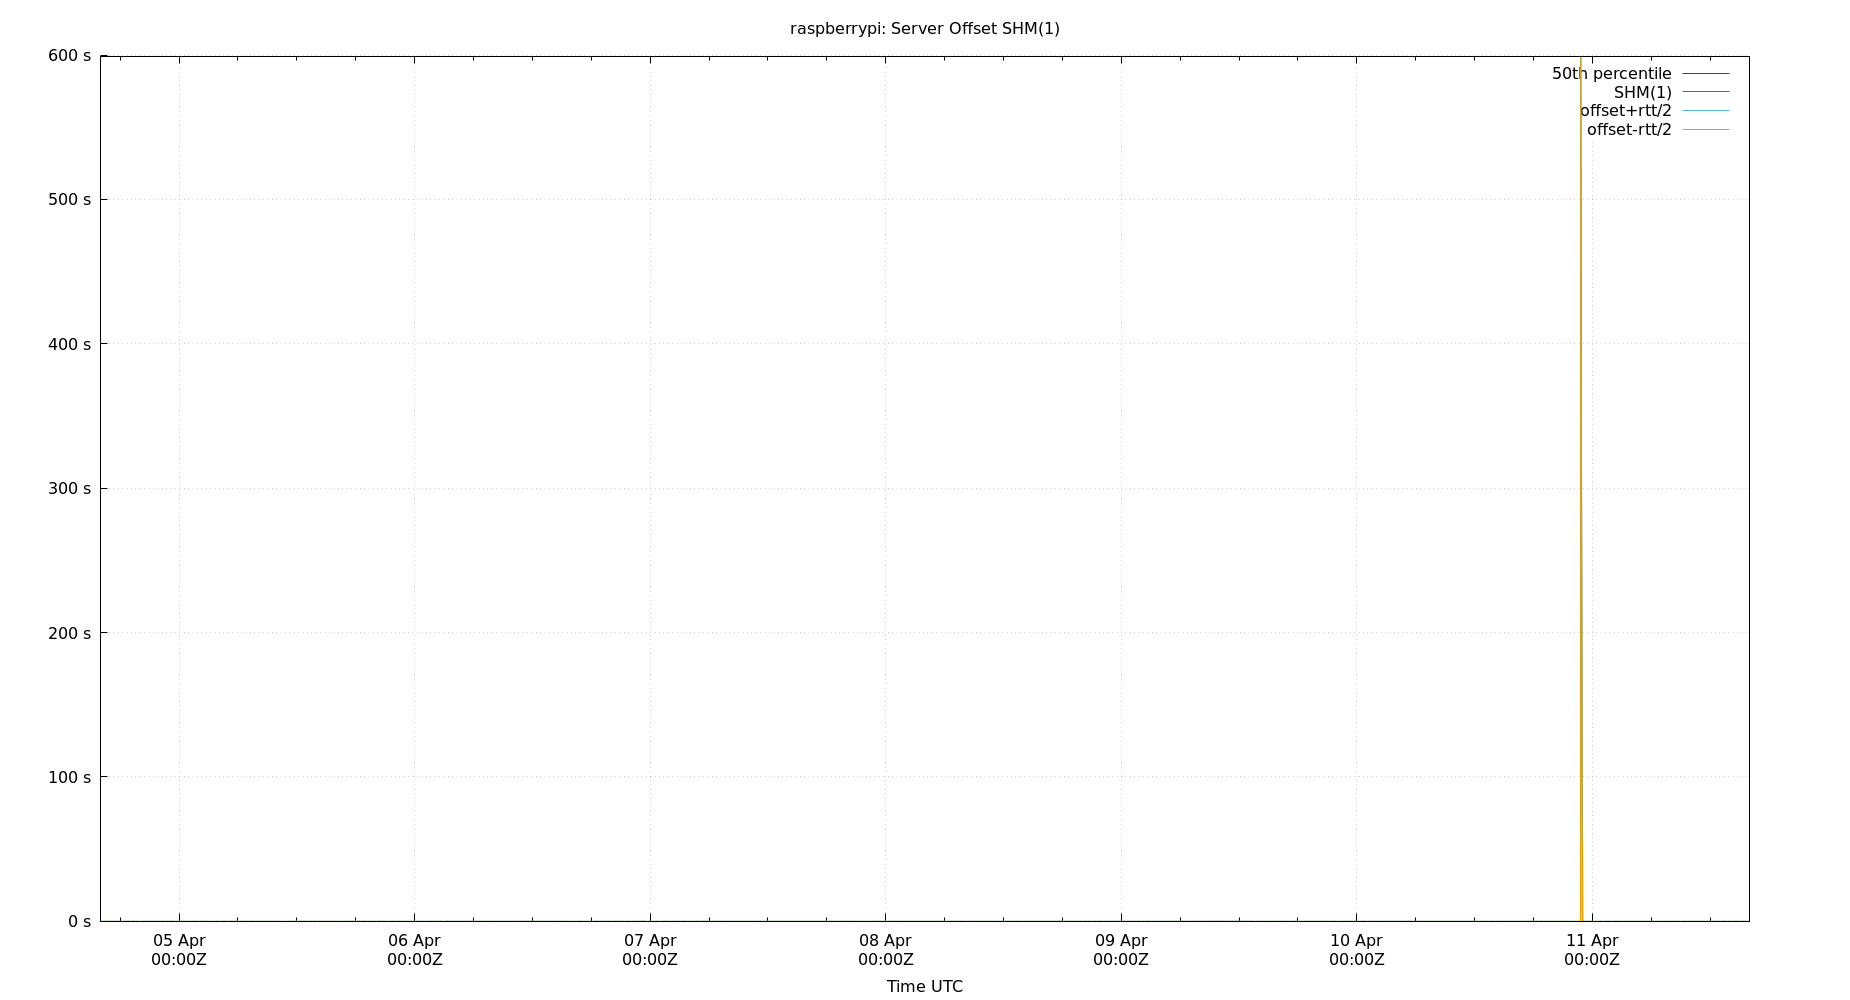 raspberrypi: Server Offset SHM(1)
600 s
50th percentile
SHM(1)
offset+rtt/2
offset-rtt/2
500 s
400 s
300 s
200 s
100 s
0 s
05 Apr 06 Apr 07 Apr 08 Apr 09 Apr 10 Apr 11 Apr
00:00Z 00:00Z 00:00Z 00:00Z 00:00Z 00:00Z 00:00Z
Time UTC